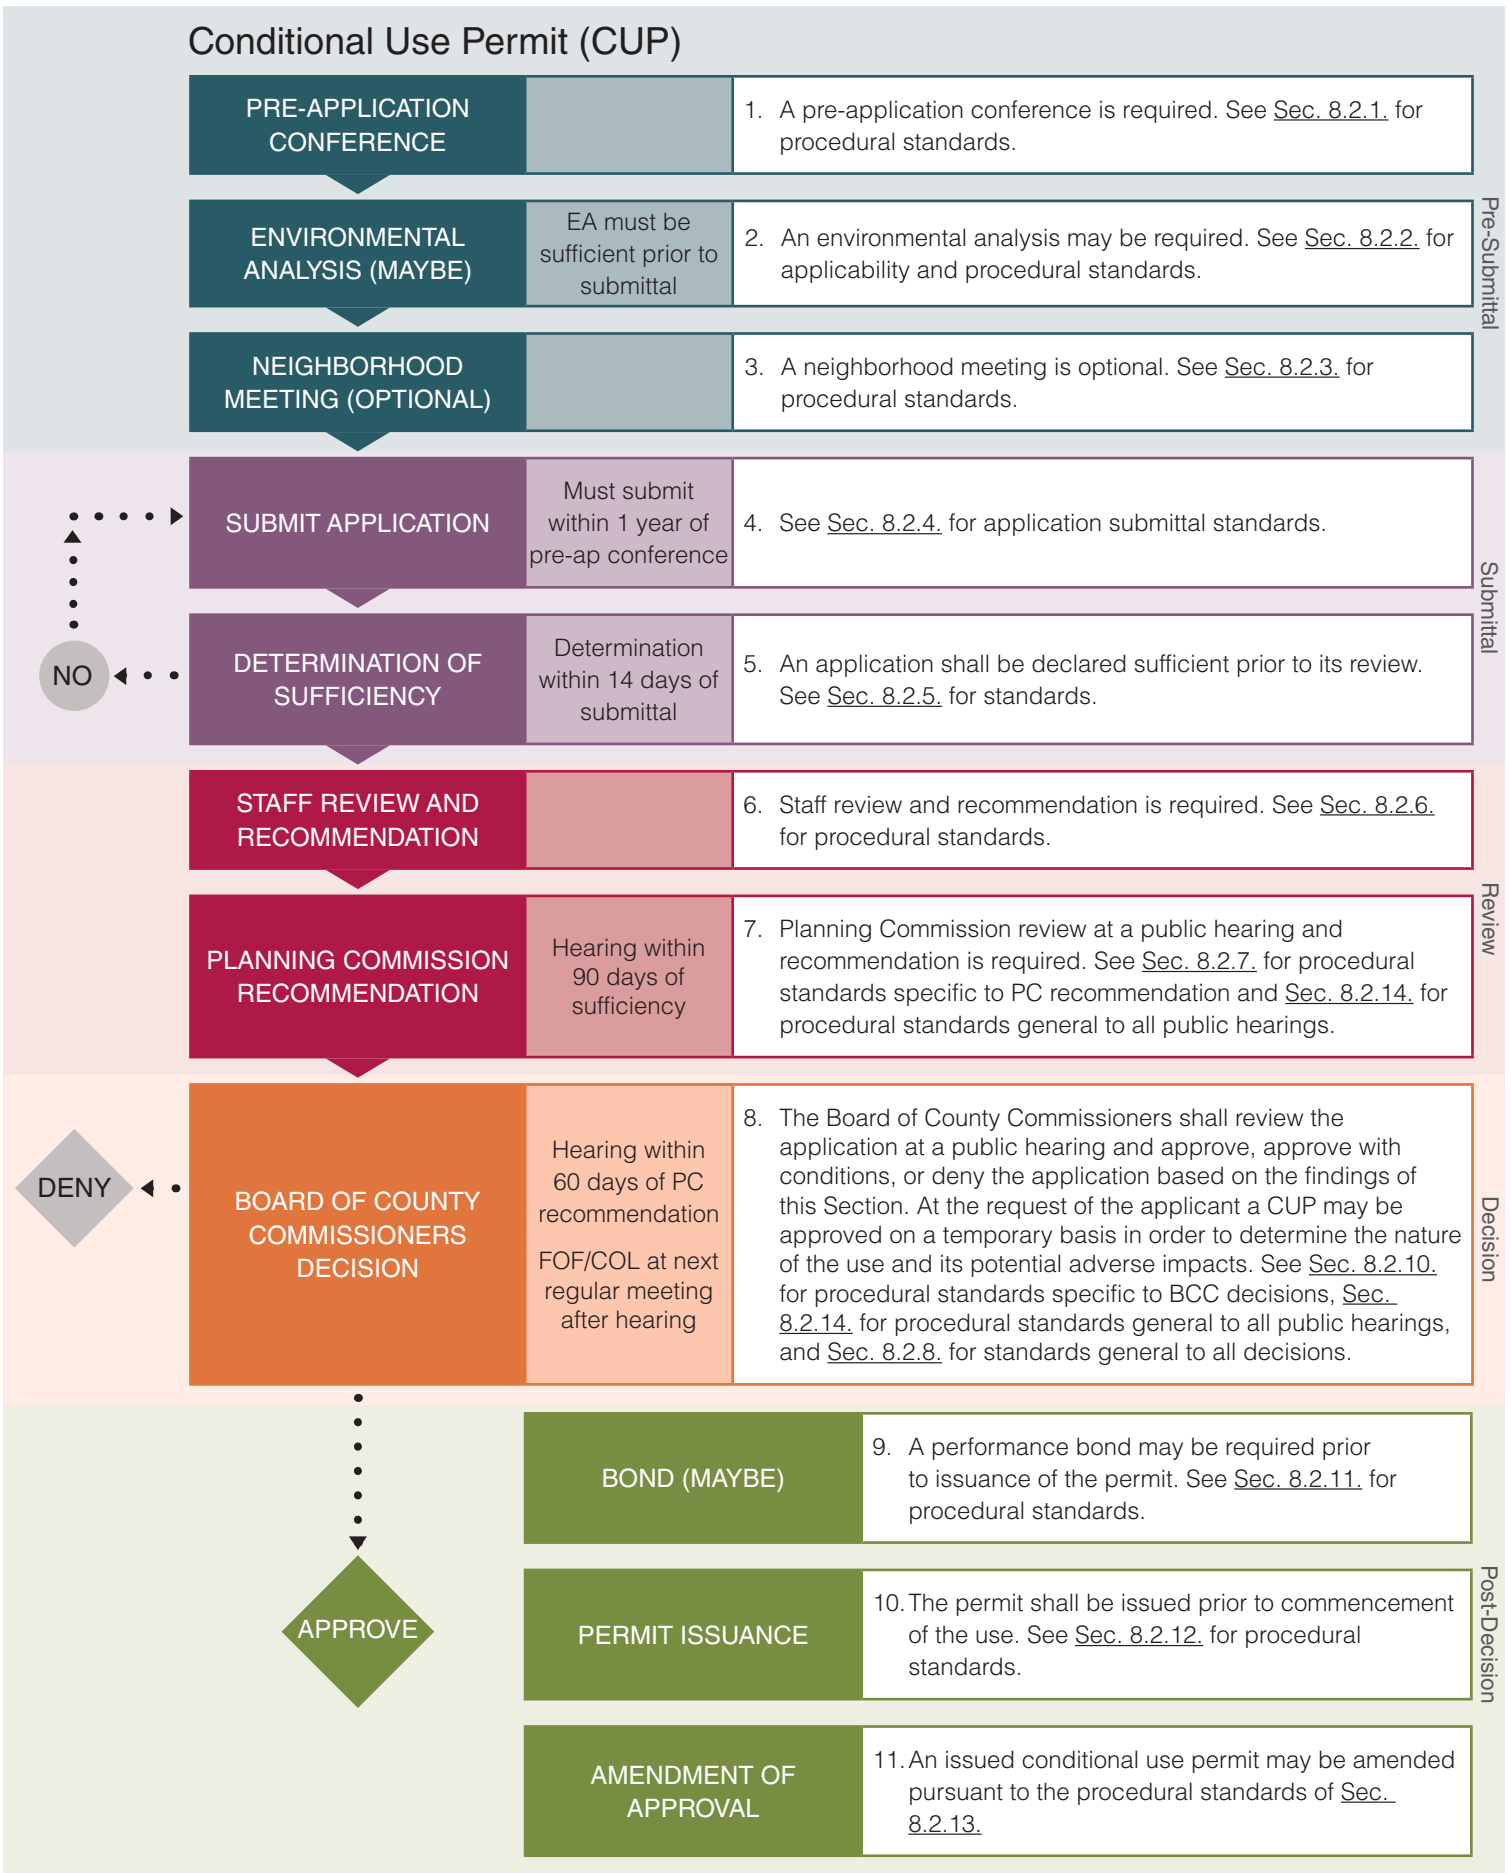 Conditional Use Permit (CUP)
PRE-APPLICATION
CONFERENCE
1. A pre-application conference is required. See Sec. 8.2.1. for
procedural standards.
ENVIRONMENTAL
ANALYSIS (MAYBE)
EA must be
sufficient prior to
submittal
2. An environmental analysis may be required. See Sec. 8.2.2. for
applicability and procedural standards.
NEIGHBORHOOD
MEETING (OPTIONAL)
3. A neighborhood meeting is optional. See Sec. 8.2.3. for
procedural standards.
Pre-Submittal
SUBMIT APPLICATION
Must submit
within 1 year of
pre-ap conference
4. See Sec. 8.2.4. for application submittal standards.
NO
DETERMINATION OF
SUFFICIENCY
Determination
within 14 days of
submittal
5. An application shall be declared sufficient prior to its review.
See Sec. 8.2.5. for standards.
Submittal
STAFF REVIEW AND
RECOMMENDATION
6. Staff review and recommendation is required. See Sec. 8.2.6.
for procedural standards.
PLANNING COMMISSION
RECOMMENDATION
Hearing within
90 days of
sufficiency
7. Planning Commission review at a public hearing and
recommendation is required. See Sec. 8.2.7. for procedural
standards specific to PC recommendation and Sec. 8.2.14. for
procedural standards general to all public hearings.
Review
DENY
BOARD OF COUNTY
COMMISSIONERS
DECISION
Hearing within
60 days of PC
recommendation
FOF/COL at next
regular meeting
after hearing
8. The Board of County Commissioners shall review the
application at a public hearing and approve, approve with
conditions, or deny the application based on the findings of
this Section. At the request of the applicant a CUP may be
approved on a temporary basis in order to determine the nature
of the use and its potential adverse impacts. See Sec. 8.2.10.
for procedural standards specific to BCC decisions, Sec.
8.2.14. for procedural standards general to all public hearings,
and Sec. 8.2.8. for standards general to all decisions.
Decision
APPROVE
BOND (MAYBE)
9. A performance bond may be required prior
to issuance of the permit. See Sec. 8.2.11. for
procedural standards.
PERMIT ISSUANCE
10. The permit shall be issued prior to commencement
of the use. See Sec. 8.2.12. for procedural
standards.
AMENDMENT OF
APPROVAL
11. An issued conditional use permit may be amended
pursuant to the procedural standards of Sec.
8.2.13.
Post-Decision